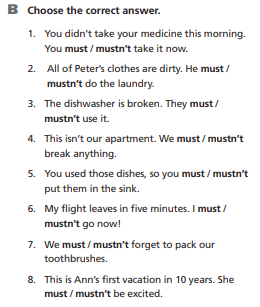 B Choose the correct answer.
1. You didn't take your medicine this morning.
You must / mustn't take it now.
2. All of Peter's clothes are dirty. He must /
mustn't do the laundry.
3. The dishwasher is broken. They must /
mustn't use it.
4. This isn't our apartment. We must / mustn't
break anything.
5. You used those dishes, so you must / mustn't
put them in the sink.
6. My flight leaves in five minutes. I must /
mustn't go now!
7. We must / mustn't forget to pack our
toothbrushes.
8. This is Ann's first vacation in 10 years. She
must / mustn't be excited.